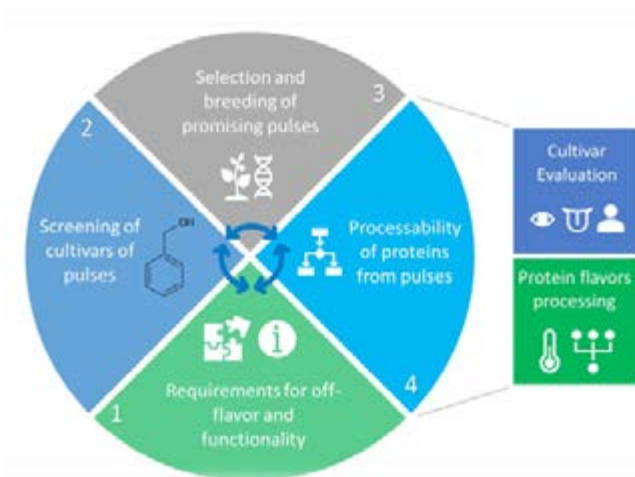 Selection and
breeding of
promising pulses
3
2
Screening of
cultivars of
pulses
OH
Processability
of proteins
from pulses
i
Requirements for off-
flavor and
functionality
1
4
Cultivar
Evaluation
Protein flavors
processing